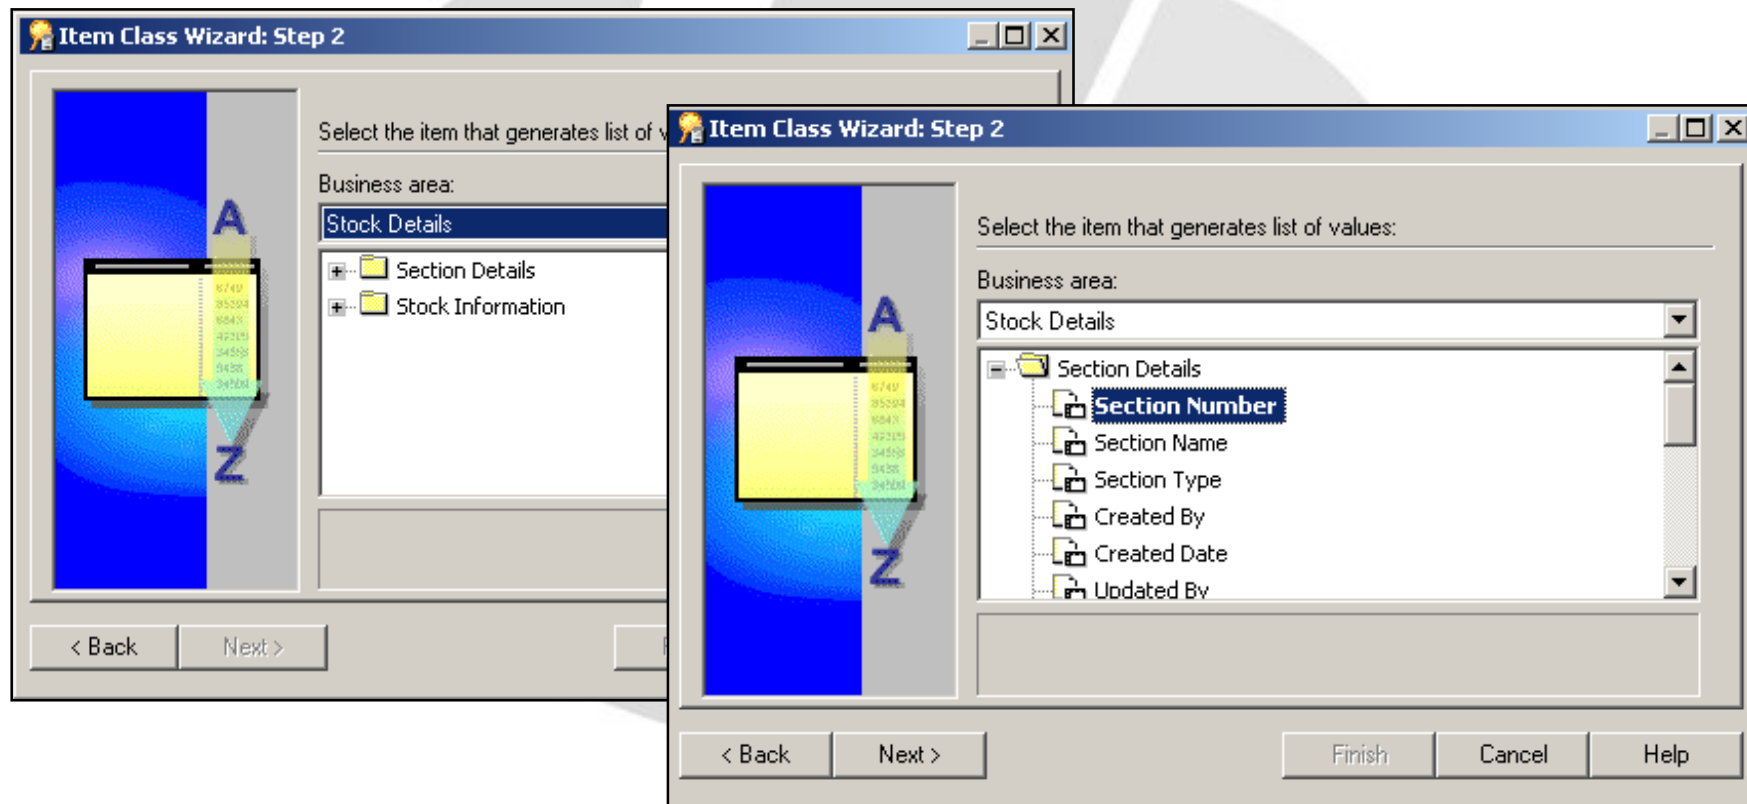 Item Class Wizard: Step 2
Select the item that generates list of v
Business area:
Stock Details
Section Details
Stock Information
A
Z
< Back
Next >
Item Class Wizard: Step 2
Select the item that generates list of values:
Business area:
Stock Details
Section Details
Section Number
Section Name
Section Type
Created By
Created Date
Updated By
A
Z
< Back
Next >
Finish
Cancel
Help